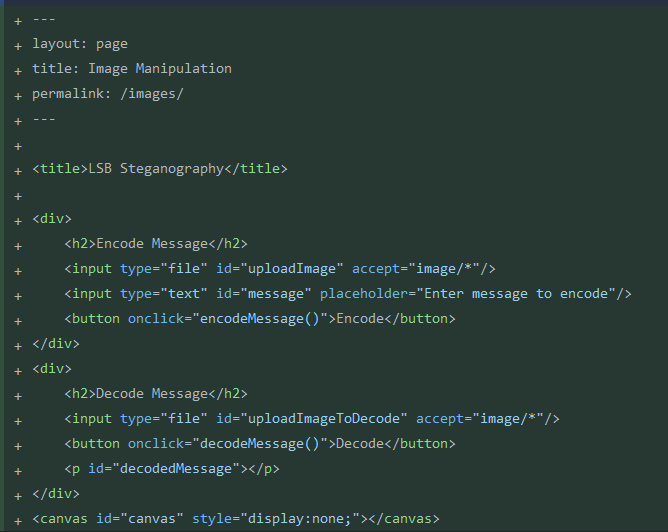 + ---
+ layout: page
+ title: Image Manipulation
+ permalink: /images/
+ ---
+
+ <title>LSB Steganography</title>
+
+ <div>
+     <h2>Encode Message</h2>
+     <input type="file" id="uploadImage" accept="image/*"/>
+     <input type="text" id="message" placeholder="Enter message to encode"/>
+     <button onclick="encodeMessage()">Encode</button>
+ </div>
+ <div>
+     <h2>Decode Message</h2>
+     <input type="file" id="uploadImageToDecode" accept="image/*"/>
+     <button onclick="decodeMessage()">Decode</button>
+     <p id="decodedMessage"></p>
+ </div>
+ <canvas id="canvas" style="display:none;"></canvas>